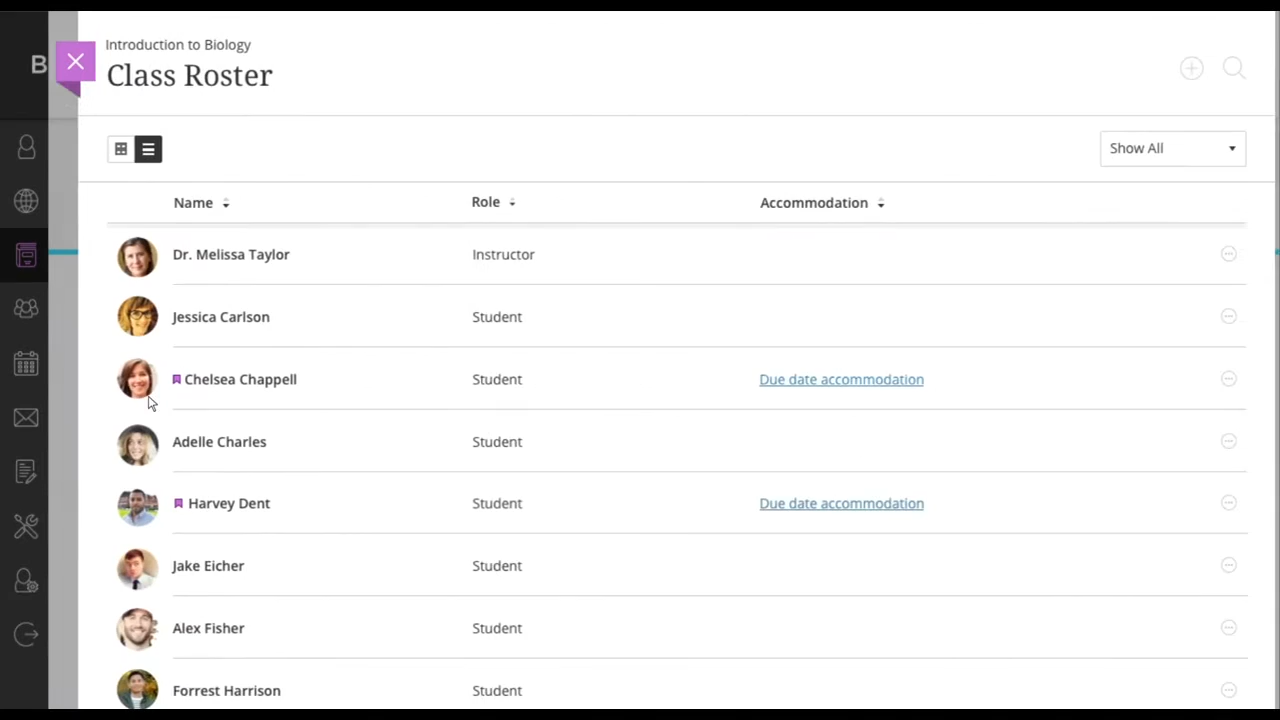 B
Introduction to Biology
Class Roster
Show All
Name Role Accommodation
Dr. Melissa Taylor Instructor
Jessica Carlson Student
Chelsea Chappell Student Due date accommodation
Adelle Charles Student
Harvey Dent Student Due date accommodation
Jake Eicher Student
Alex Fisher Student
Forrest Harrison Student